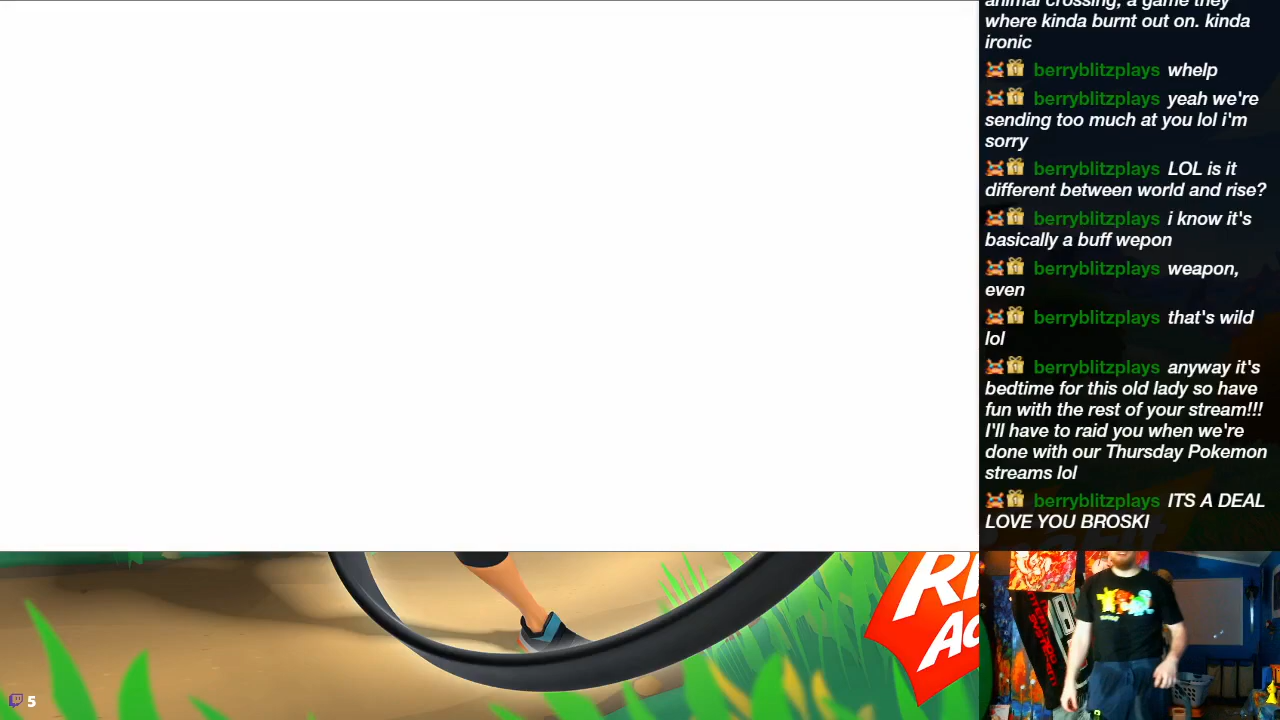 animal crossing, a game they
where kinda burnt out on. kinda
ironic
berryblitzplays whelp
berryblitzplays yeah we're
sending too much at you lol i'm
sorry
berryblitzplays LOL is it
different between world and rise?
berryblitzplays i know it's
basically a buff wepon
berryblitzplays weapon,
even
berryblitzplays that's wild
lol
berryblitzplays anyway it's
bedtime for this old lady so have
fun with the rest of your stream!!!
I'll have to raid you when we're
done with our Thursday Pokemon
streams lol
berryblitzplays ITS A DEAL
LOVE YOU BROSKI
5